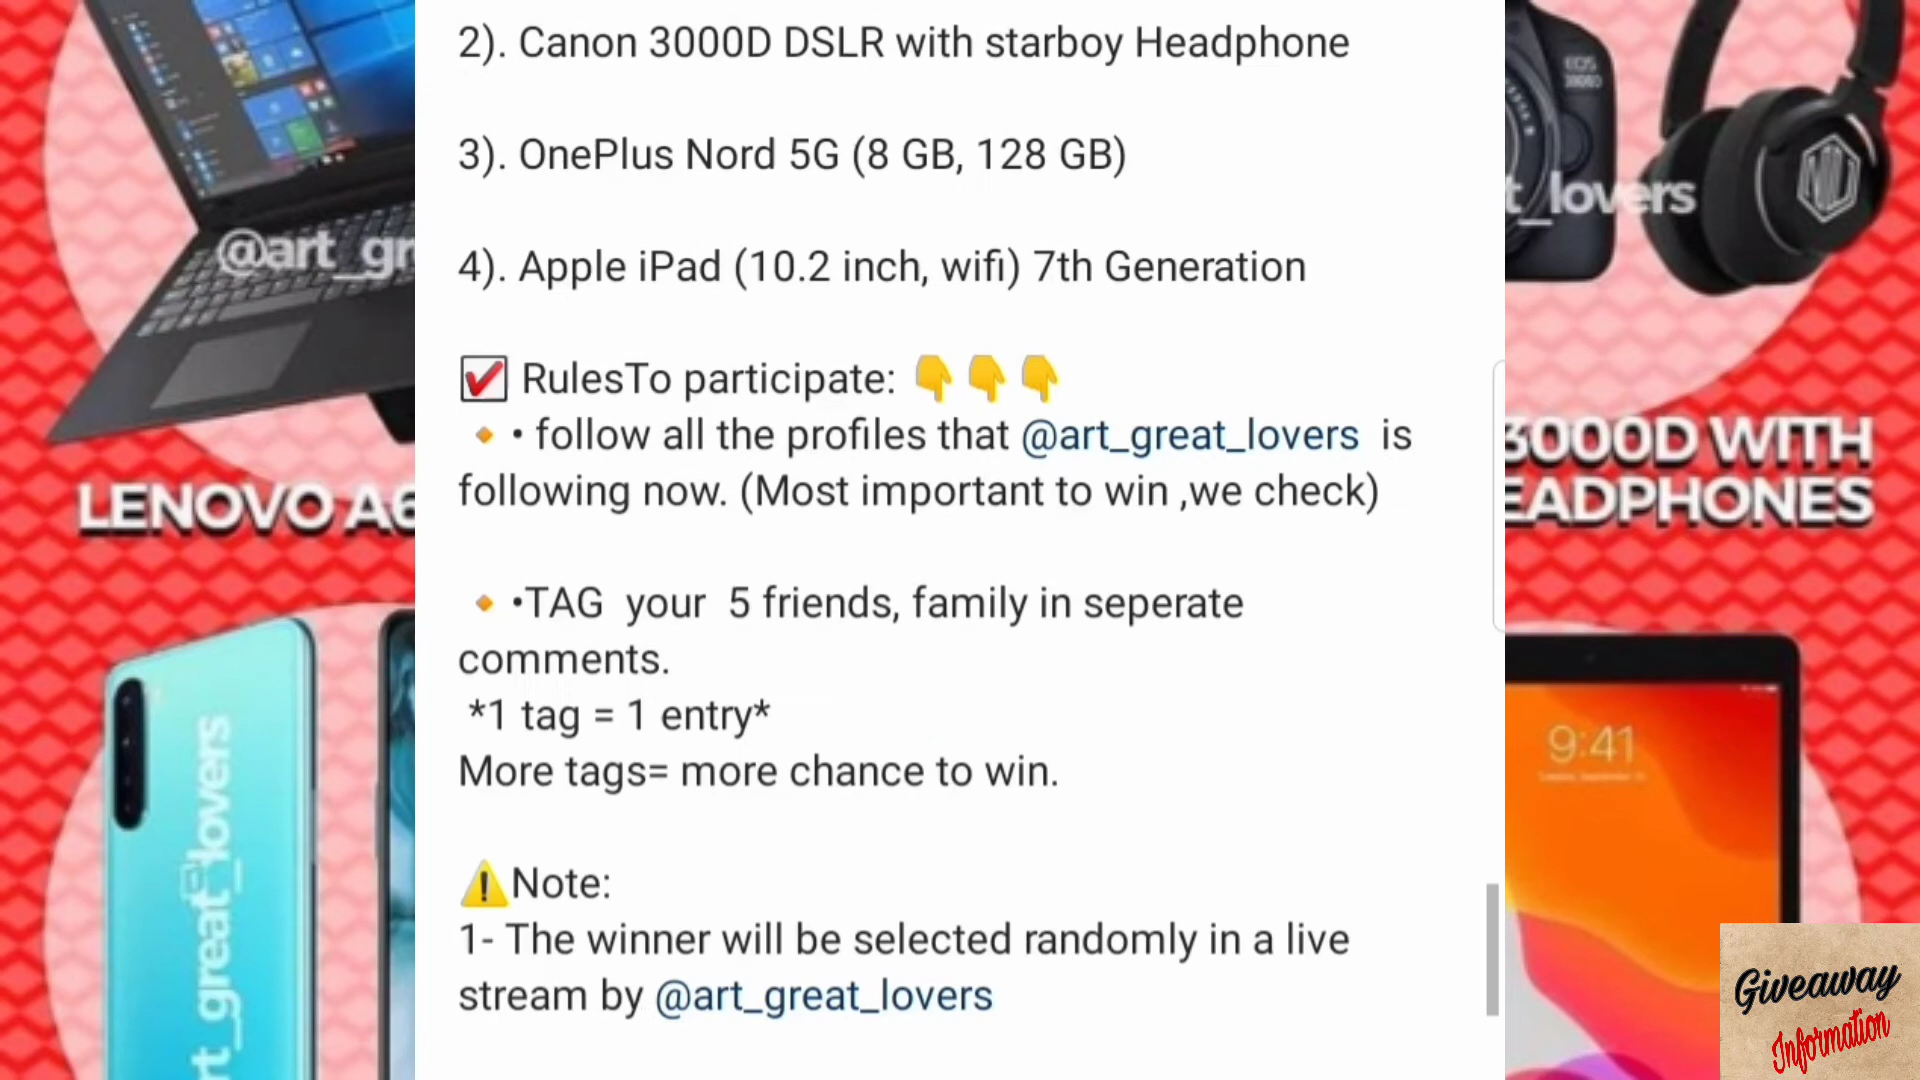 2). Canon 3000D DSLR with starboy Headphone
3). OnePlus Nord 5G (8 GB, 128 GB)
4). Apple iPad (10.2 inch, wifi) 7th Generation
☑ RulesTo participate: 👇👇👇
🔸• follow all the profiles that @art_great_lovers is
following now. (Most important to win ,we check)
🔸•TAG your 5 friends, family in seperate
comments.
*1 tag = 1 entry*
More tags= more chance to win.
⚠Note:
1- The winner will be selected randomly in a live
stream by @art_great_lovers
@art_gr
LENOVO A6
rt_great_lovers
EOS
3000D
t_lovers
3000D WITH
EADPHONES
9:41
Giveaway
Information